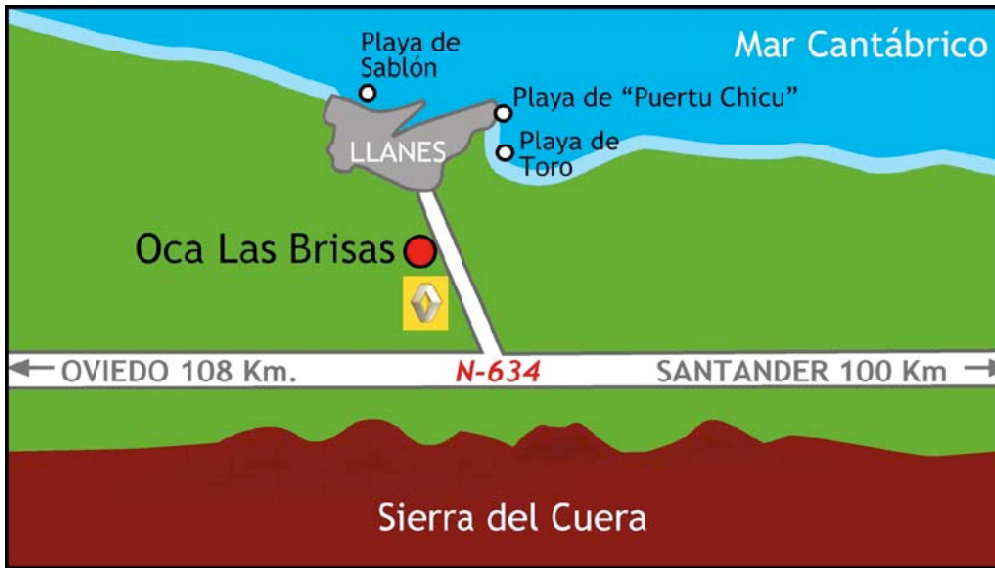 Playa de
Sablón
Mar Cantábrico
Playa de “Puertu Chicu”
Playa de
Toro
LLANES
Oca Las Brisas
OVIEDO 108 Km.
N-634
SANTANDER 100 Km
Sierra del Cuera